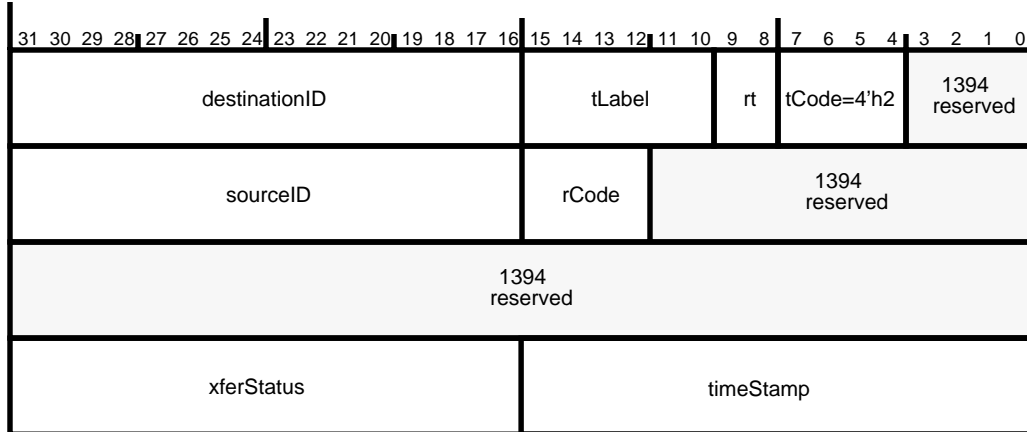 31 30 29 28 27 26 25 24 23 22 21 20 19 18 17 16 15 14 13 12 11 10 9 8 7 6 5 4 3 2 1 0
destinationID tLabel rt tCode=4'h2 1394
reserved
sourceID rCode 1394
reserved
1394
reserved
xferStatus timeStamp